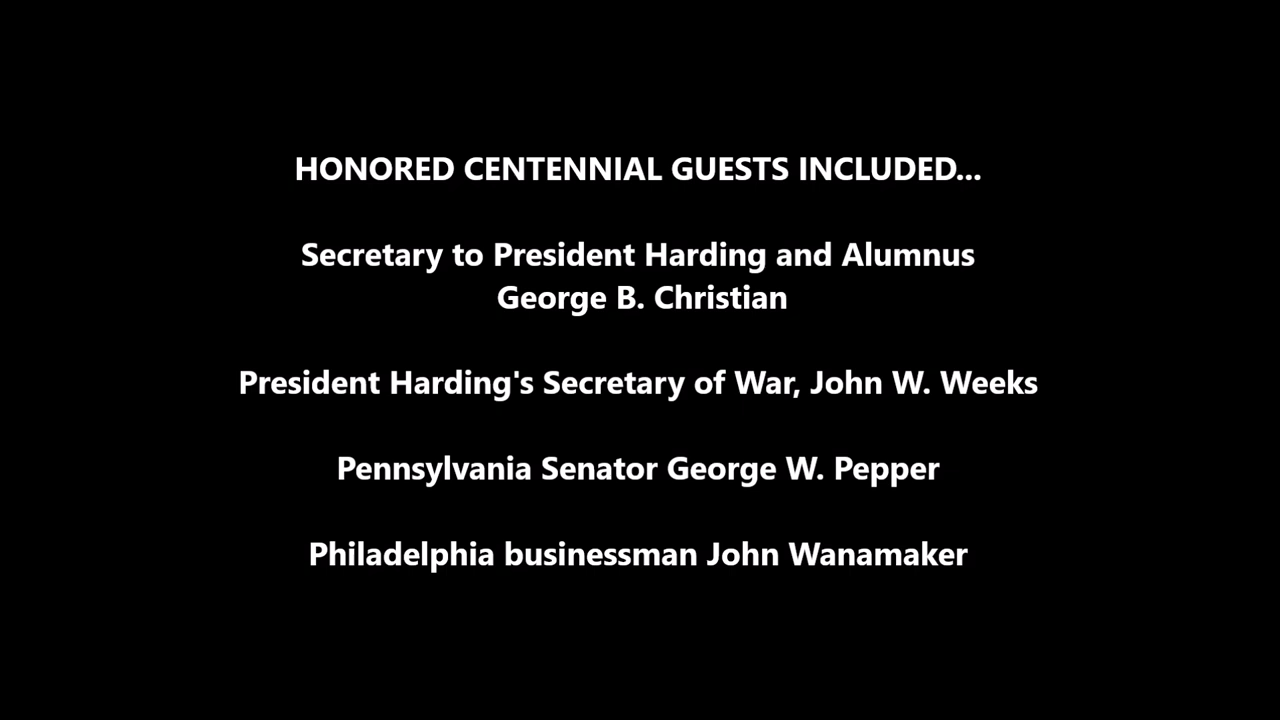 HONORED CENTENNIAL GUESTS INCLUDED...
Secretary to President Harding and Alumnus
George B. Christian
President Harding's Secretary of War, John W. Weeks
Pennsylvania Senator George W. Pepper
Philadelphia businessman John Wanamaker